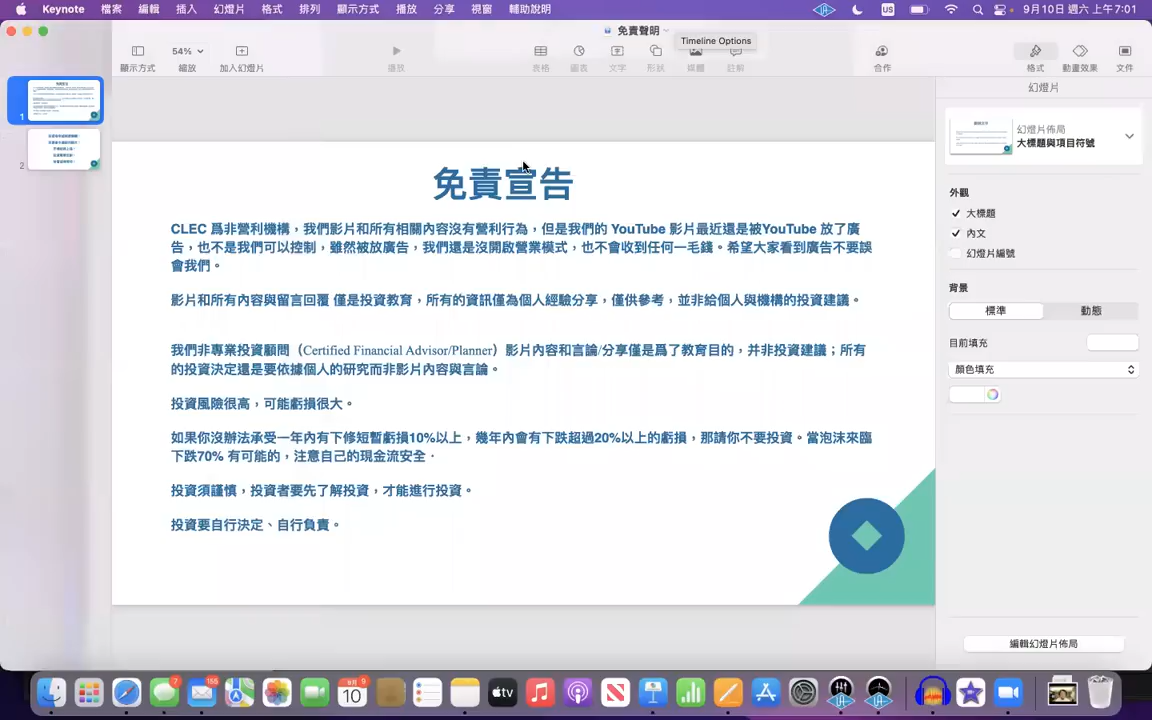 Keynote 檔案 編輯 插入 幻燈片 格式 排列 顯示方式 播放 分享 視窗 輔助說明 US 9月10日 週六 上午7:01
免責聲明
Timeline Options
54%
顯示方式 縮放 加入幻燈片 播放 表格 圖表 文字 形狀 媒體 註解 合作 格式 動畫效果 文件
幻燈片
1
2
幻燈片佈局
大標題與項目符號
外觀
大標題
內文
幻燈片編號
背景
標準 動態
目前填充
顏色填充
編輯幻燈片佈局
免責宣告
CLEC 爲非營利機構，我們影片和所有相關內容沒有營利行為，但是我們的 YouTube 影片最近還是被YouTube 放了廣
告，也不是我們可以控制，雖然被放廣告，我們還是沒開啟營業模式，也不會收到任何一毛錢。希望大家看到廣告不要誤
會我們。
影片和所有內容與留言回覆 僅是投資教育，所有的資訊僅為個人經驗分享，僅供參考，並非給個人與機構的投資建議。
我們非專業投資顧問（Certified Financial Advisor/Planner）影片內容和言論/分享僅是爲了教育目的，并非投資建議；所有
的投資決定還是要依據個人的研究而非影片內容與言論。
投資風險很高，可能虧損很大。
如果你沒辦法承受一年內有下修短暫虧損10%以上，幾年內會有下跌超過20%以上的虧損，那請你不要投資。當泡沫來臨
下跌70% 有可能的，注意自己的現金流安全．
投資須謹慎，投資者要先了解投資，才能進行投資。
投資要自行決定、自行負責。
7
155
9月 9
10
tv